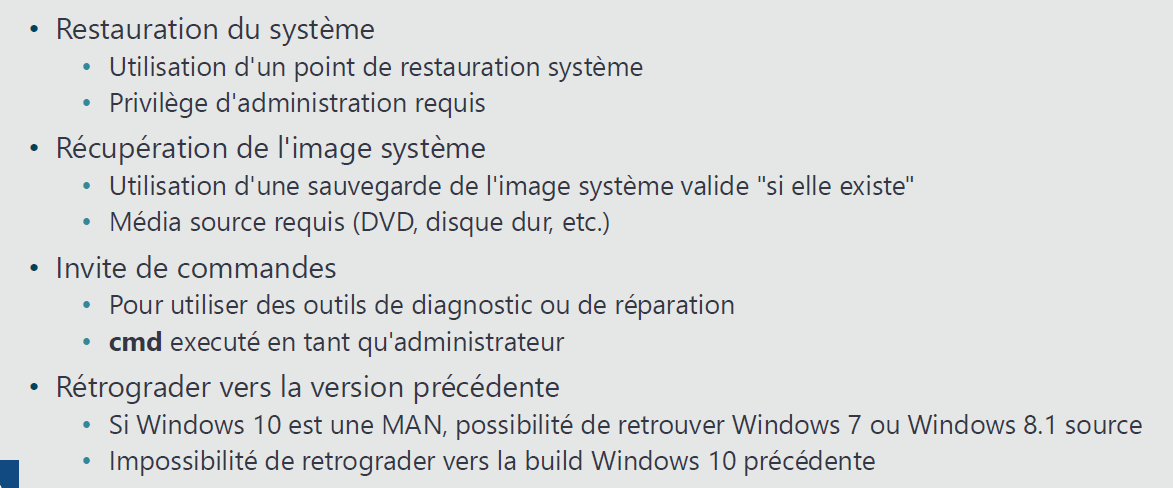 • Restauration du système
• Utilisation d'un point de restauration système
• Privilège d'administration requis
• Récupération de l'image système
• Utilisation d'une sauvegarde de l'image système valide "si elle existe"
• Média source requis (DVD, disque dur, etc.)
• Invite de commandes
• Pour utiliser des outils de diagnostic ou de réparation
• cmd executé en tant qu'administrateur
• Rétrograder vers la version précédente
• Si Windows 10 est une MAN, possibilité de retrouver Windows 7 ou Windows 8.1 source
• Impossibilité de retrograder vers la build Windows 10 précédente